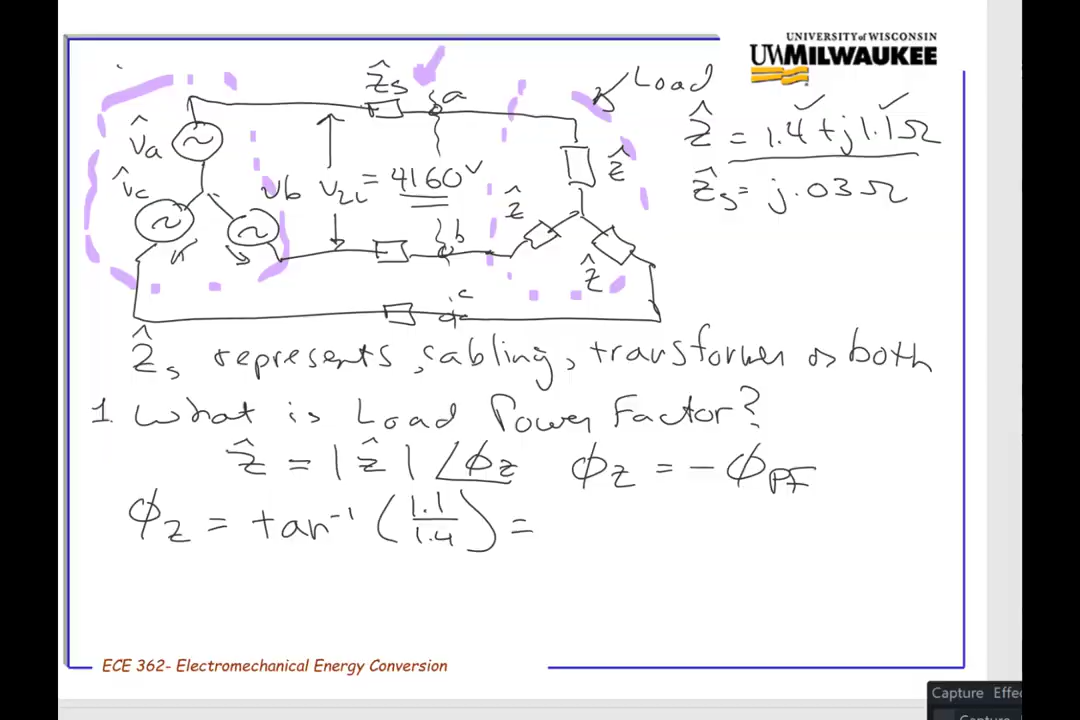 UNIVERSITY of WISCONSIN
UWMILWAUKEE
Load
Ẑs
a
Ẑ = 1.4 + j1.1Ω
V̂a
Ẑ
V̂c
Vb
V_LL = 4160V
Ẑ
Ẑs = j.03Ω
b
Ẑ
c
Ẑs represents cabling, transformer or both
1. What is Load Power Factor?
Ẑ = |Ẑ| ∠ϕz ϕz = -ϕPF
ϕz = tan⁻¹ (1.1/1.4) =
ECE 362- Electromechanical Energy Conversion
Capture Effec